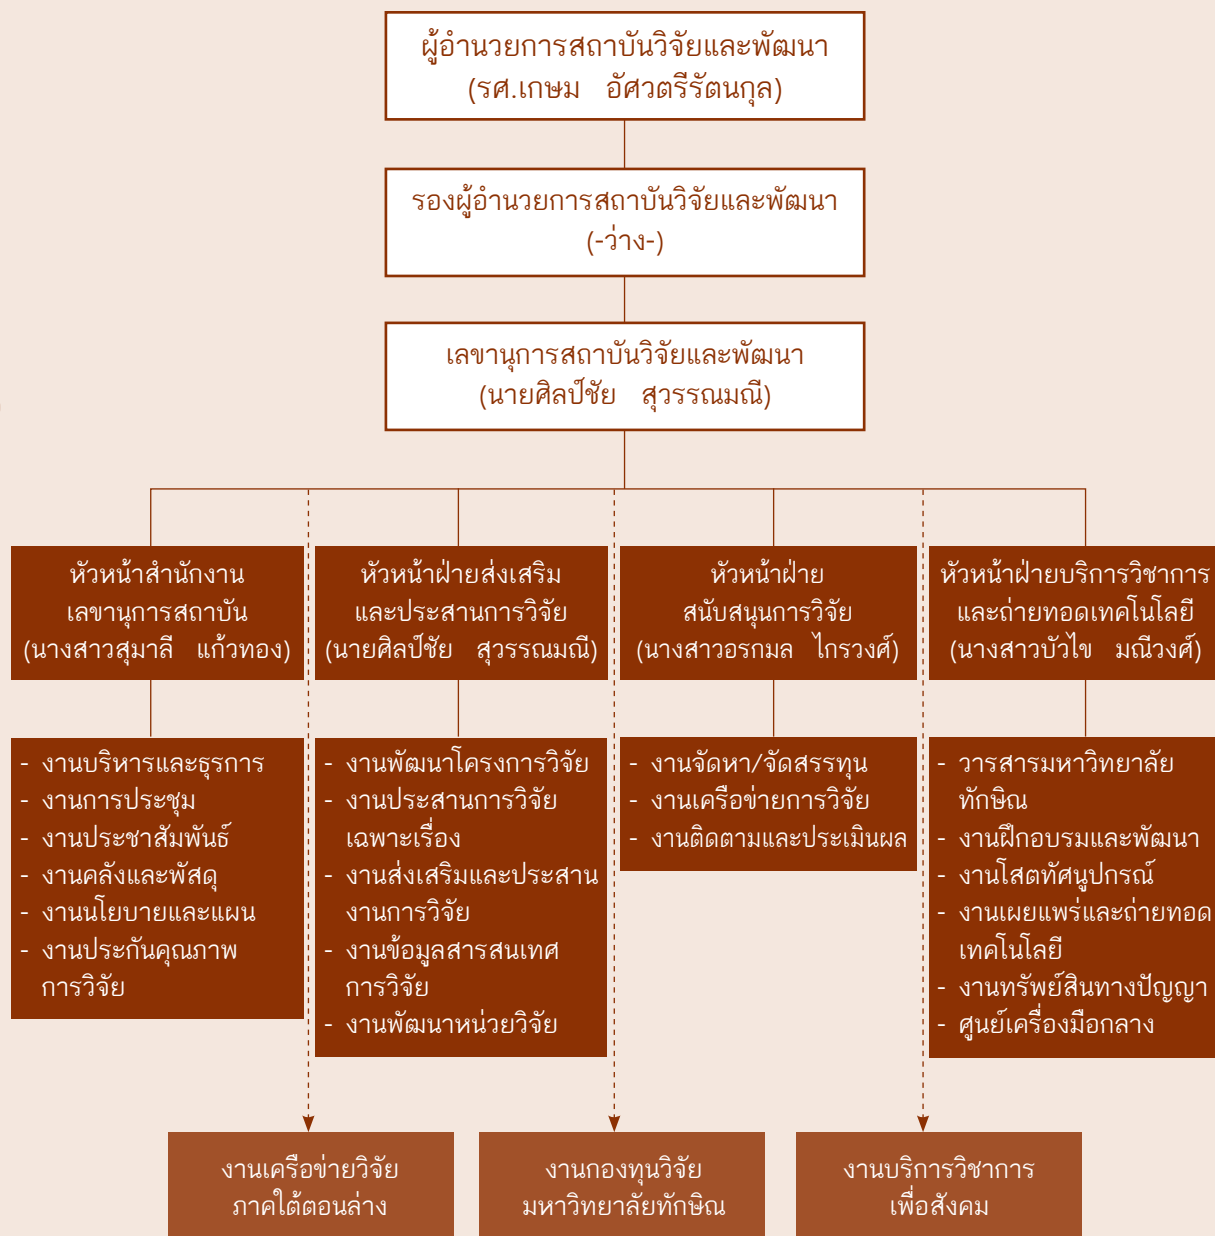 ผู้อำนวยการสถาบันวิจัยและพัฒนา
(รศ.เกษม อัศวตรีรัตนกุล)
รองผู้อำนวยการสถาบันวิจัยและพัฒนา
(-ว่าง-)
เลขานุการสถาบันวิจัยและพัฒนา
(นายศิลป์ชัย สุวรรณมณี)
หัวหน้าสำนักงาน
เลขานุการสถาบัน
(นางสาวสุมาลี แก้วทอง)
หัวหน้าฝ่ายส่งเสริม
และประสานการวิจัย
(นายศิลป์ชัย สุวรรณมณี)
หัวหน้าฝ่าย
สนับสนุนการวิจัย
(นางสาวอรกมล ไกรวงศ์)
หัวหน้าฝ่ายบริการวิชาการ
และถ่ายทอดเทคโนโลยี
(นางสาวบัวไข มณีวงศ์)
- งานบริหารและธุรการ
- งานการประชุม
- งานประชาสัมพันธ์
- งานคลังและพัสดุ
- งานนโยบายและแผน
- งานประกันคุณภาพ
การวิจัย
- งานพัฒนาโครงการวิจัย
- งานประสานการวิจัย
เฉพาะเรื่อง
- งานส่งเสริมและประสาน
งานการวิจัย
- งานข้อมูลสารสนเทศ
การวิจัย
- งานพัฒนาหน่วยวิจัย
- งานจัดหา/จัดสรรทุน
- งานเครือข่ายการวิจัย
- งานติดตามและประเมินผล
- วารสารมหาวิทยาลัย
ทักษิณ
- งานฝึกอบรมและพัฒนา
- งานโสตทัศนูปกรณ์
- งานเผยแพร่และถ่ายทอด
เทคโนโลยี
- งานทรัพย์สินทางปัญญา
- ศูนย์เครื่องมือกลาง
งานเครือข่ายวิจัย
ภาคใต้ตอนล่าง
งานกองทุนวิจัย
มหาวิทยาลัยทักษิณ
งานบริการวิชาการ
เพื่อสังคม